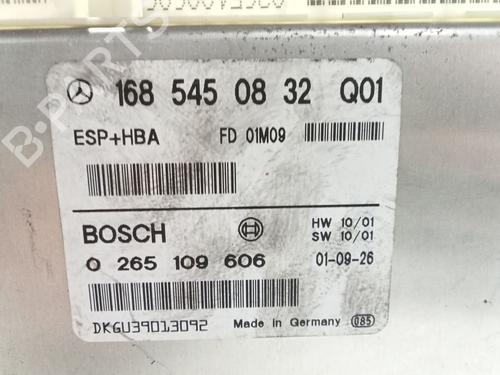 168 545 08 32 Q01
ESP+HBA FD 01M09
BOSCH HW 10/01
SW 10/01
0 265 109 606 01-09-26
DKGU39013092 Made in Germany 085
B-PARTS